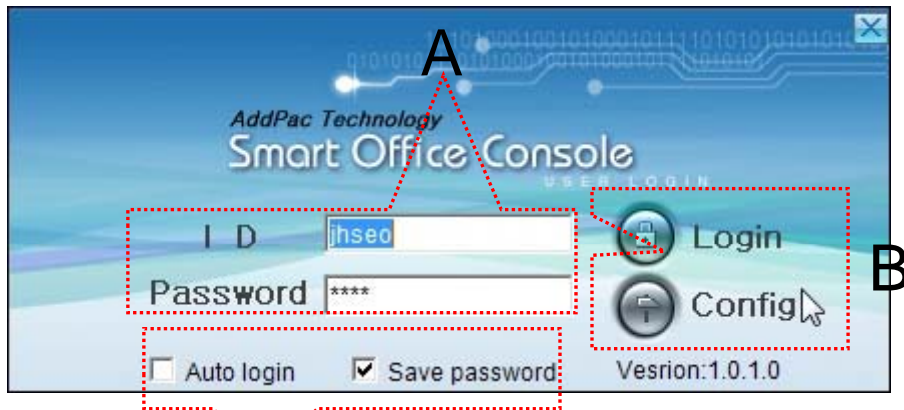 A
AddPac Technology
Smart Office Console
USER LOGIN
I D jhseo Login
B
Password **** Config
Auto login Save password Vesrion:1.0.1.0